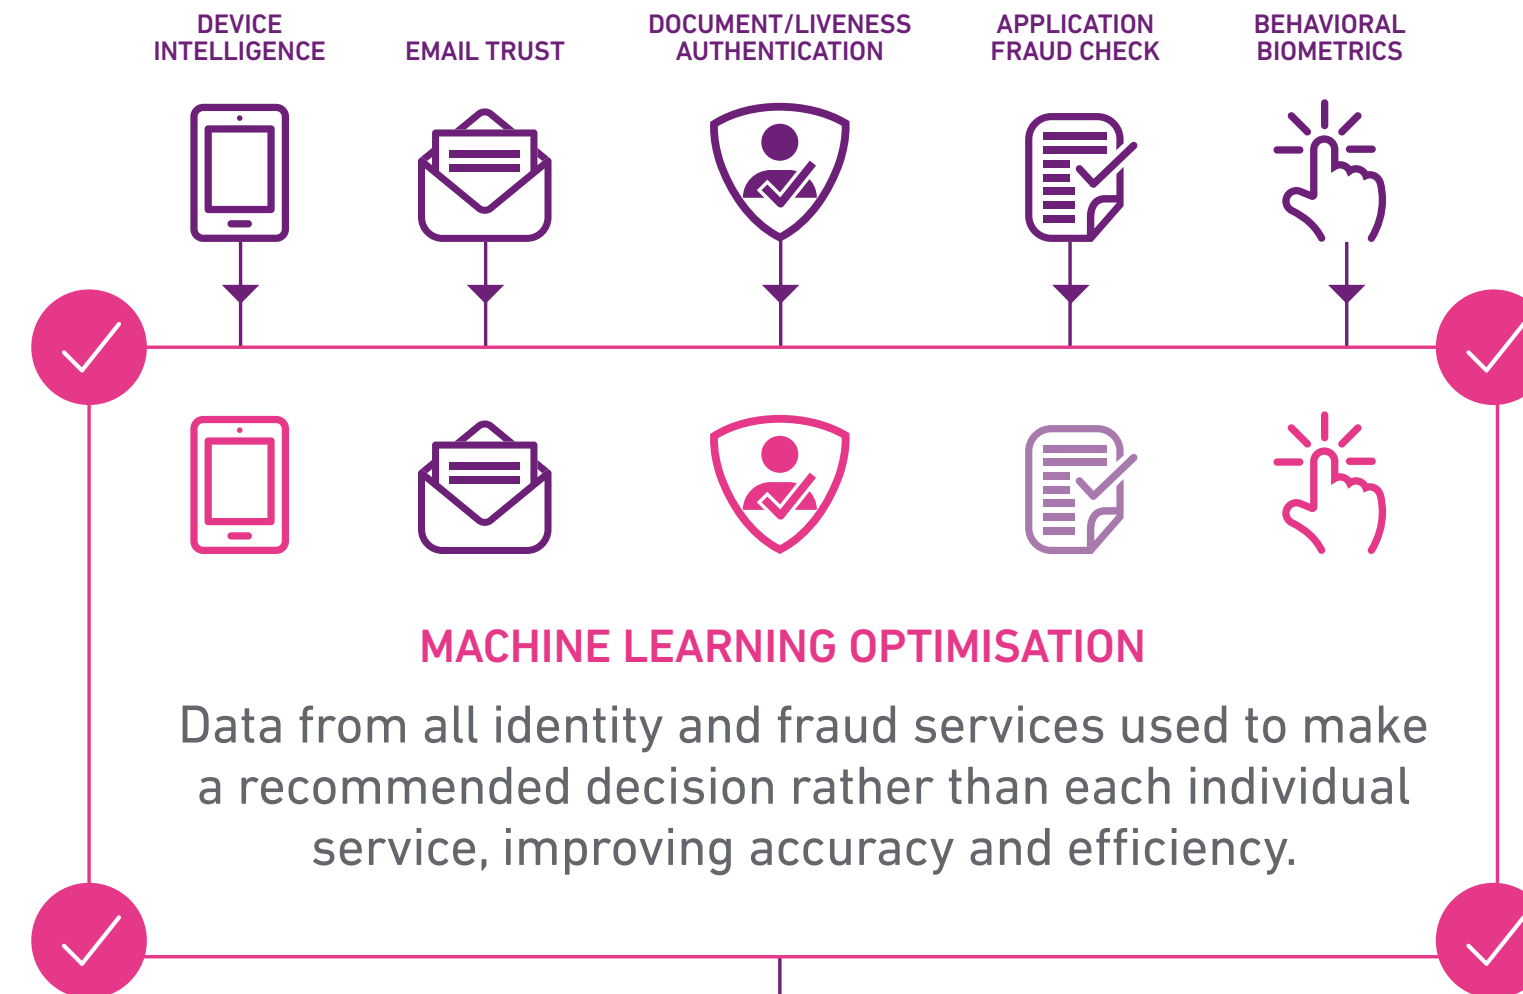 DEVICE
INTELLIGENCE
EMAIL TRUST
DOCUMENT/LIVENESS
AUTHENTICATION
APPLICATION
FRAUD CHECK
BEHAVIORAL
BIOMETRICS
MACHINE LEARNING OPTIMISATION
Data from all identity and fraud services used to make
a recommended decision rather than each individual
service, improving accuracy and efficiency.